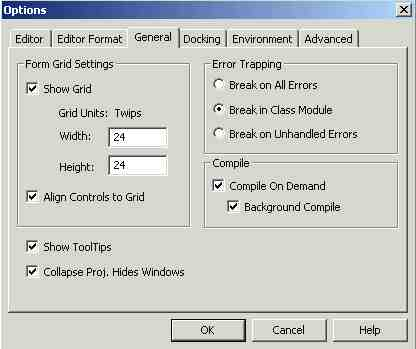 Options
Editor Editor Format General Docking Environment Advanced
Form Grid Settings
Show Grid
Grid Units: Twips
Width: 24
Height: 24
Align Controls to Grid
Show ToolTips
Collapse Proj. Hides Windows
Error Trapping
Break on All Errors
Break in Class Module
Break on Unhandled Errors
Compile
Compile On Demand
Background Compile
OK Cancel Help